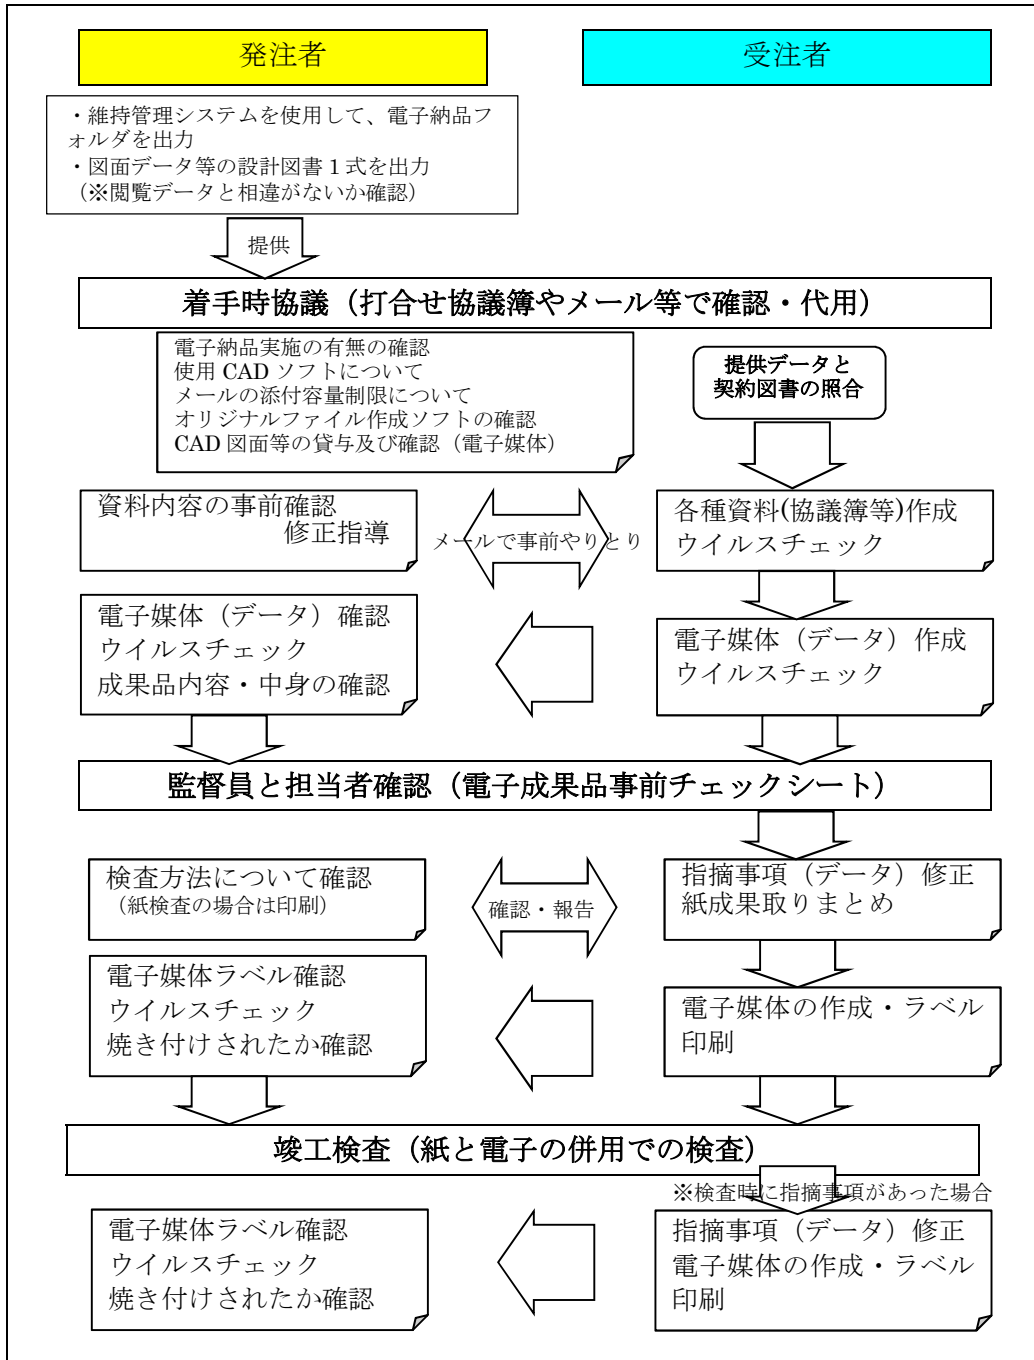 発注者
受注者
・維持管理システムを使用して、電子納品フ
ォルダを出力
・図面データ等の設計図書１式を出力
（※閲覧データと相違がないか確認）
提供
着手時協議（打合せ協議簿やメール等で確認・代用）
電子納品実施の有無の確認
使用 CAD ソフトについて
メールの添付容量制限について
オリジナルファイル作成ソフトの確認
CAD 図面等の貸与及び確認（電子媒体）
提供データと
契約図書の照合
資料内容の事前確認
修正指導
メールで事前やりとり
各種資料(協議簿等)作成
ウイルスチェック
電子媒体（データ）確認
ウイルスチェック
成果品内容・中身の確認
電子媒体（データ）作成
ウイルスチェック
監督員と担当者確認（電子成果品事前チェックシート）
検査方法について確認
（紙検査の場合は印刷）
確認・報告
指摘事項（データ）修正
紙成果取りまとめ
電子媒体ラベル確認
ウイルスチェック
焼き付けされたか確認
電子媒体の作成・ラベル
印刷
竣工検査（紙と電子の併用での検査）
※検査時に指摘事項があった場合
電子媒体ラベル確認
ウイルスチェック
焼き付けされたか確認
指摘事項（データ）修正
電子媒体の作成・ラベル
印刷